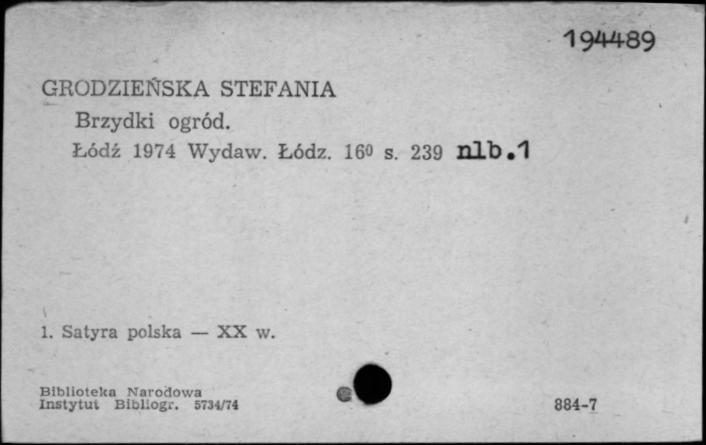 194489
GRODZIEŃSKA STEFANIA
Brzydki ogród.
Łódź 1974 Wydaw. Łódz. 16⁰ s. 239 nlb.1
1. Satyra polska — XX w.
Biblioteka Narodowa
Instytut Bibliogr. 5734/74
884-7